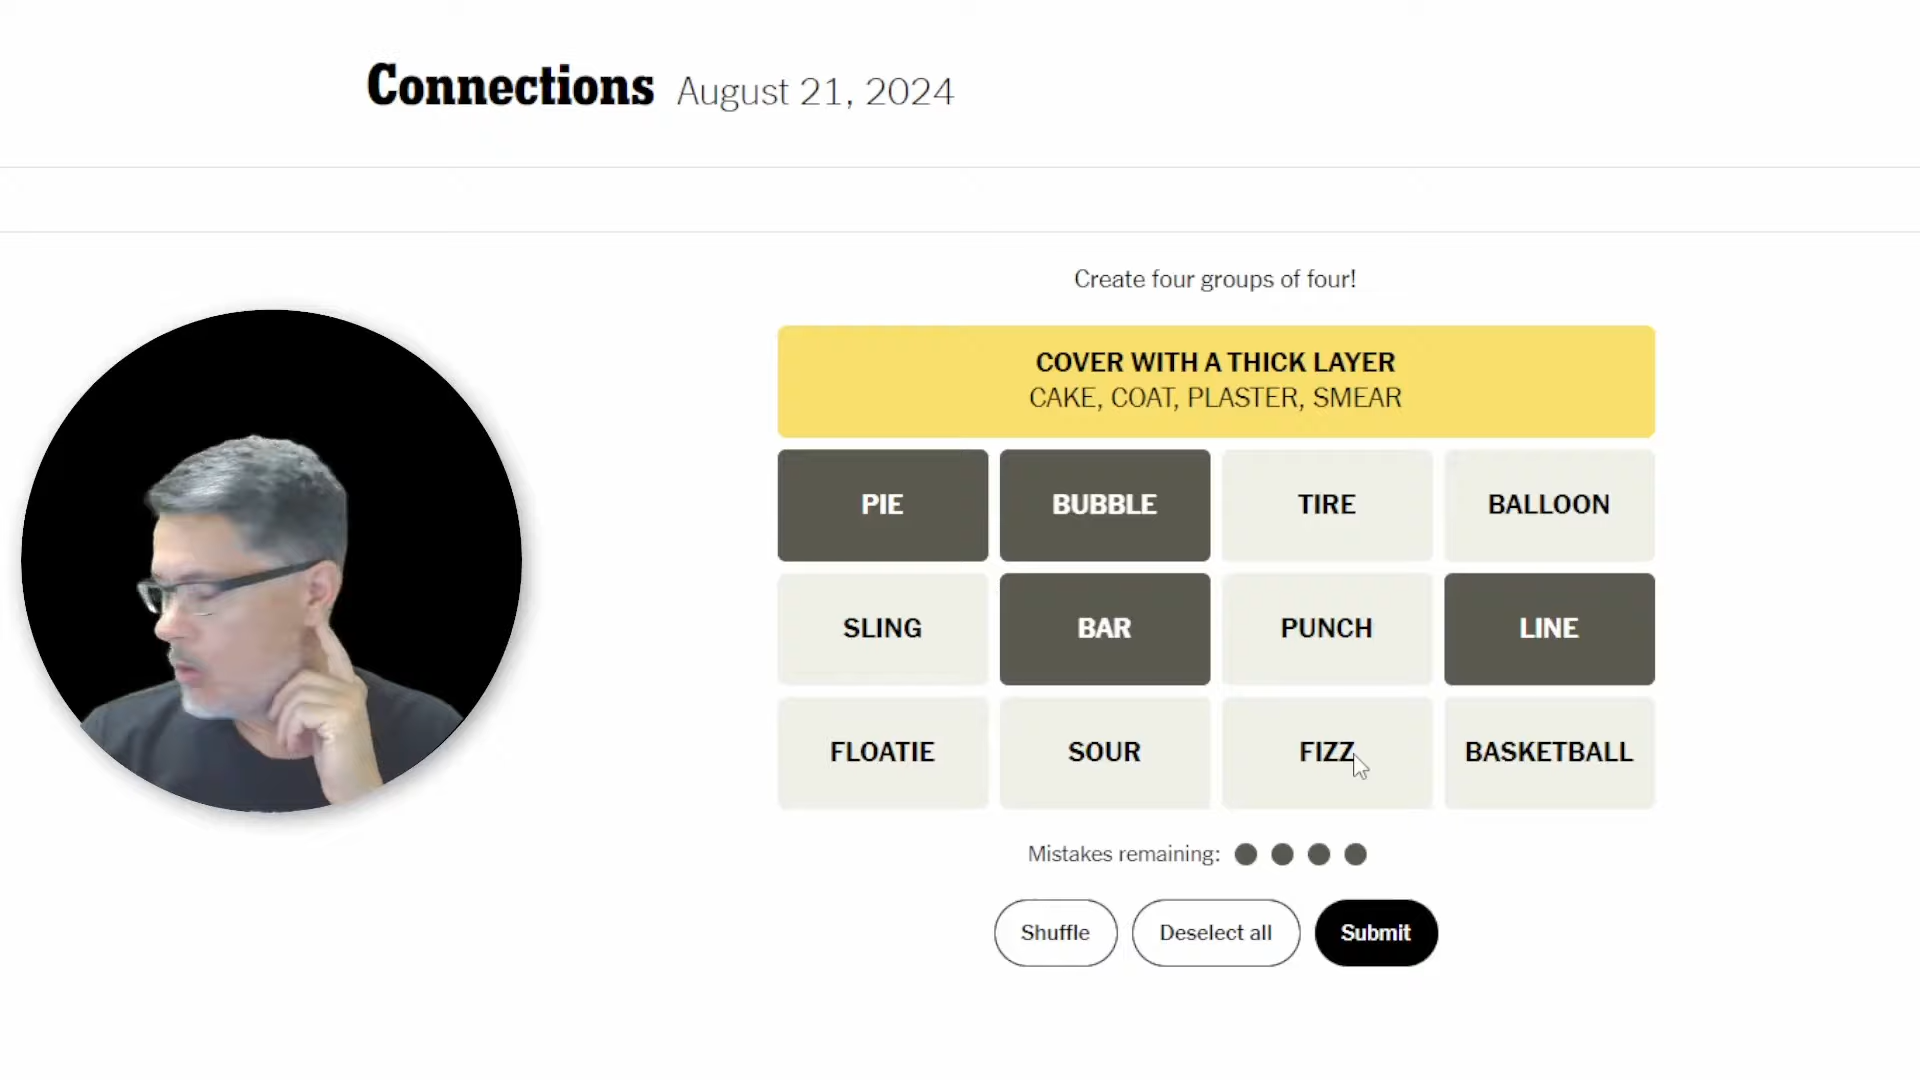 Connections August 21, 2024
Create four groups of four!
COVER WITH A THICK LAYER
CAKE, COAT, PLASTER, SMEAR
PIE BUBBLE TIRE BALLOON
SLING BAR PUNCH LINE
FLOATIE SOUR FIZZ BASKETBALL
Mistakes remaining:
Shuffle Deselect all Submit